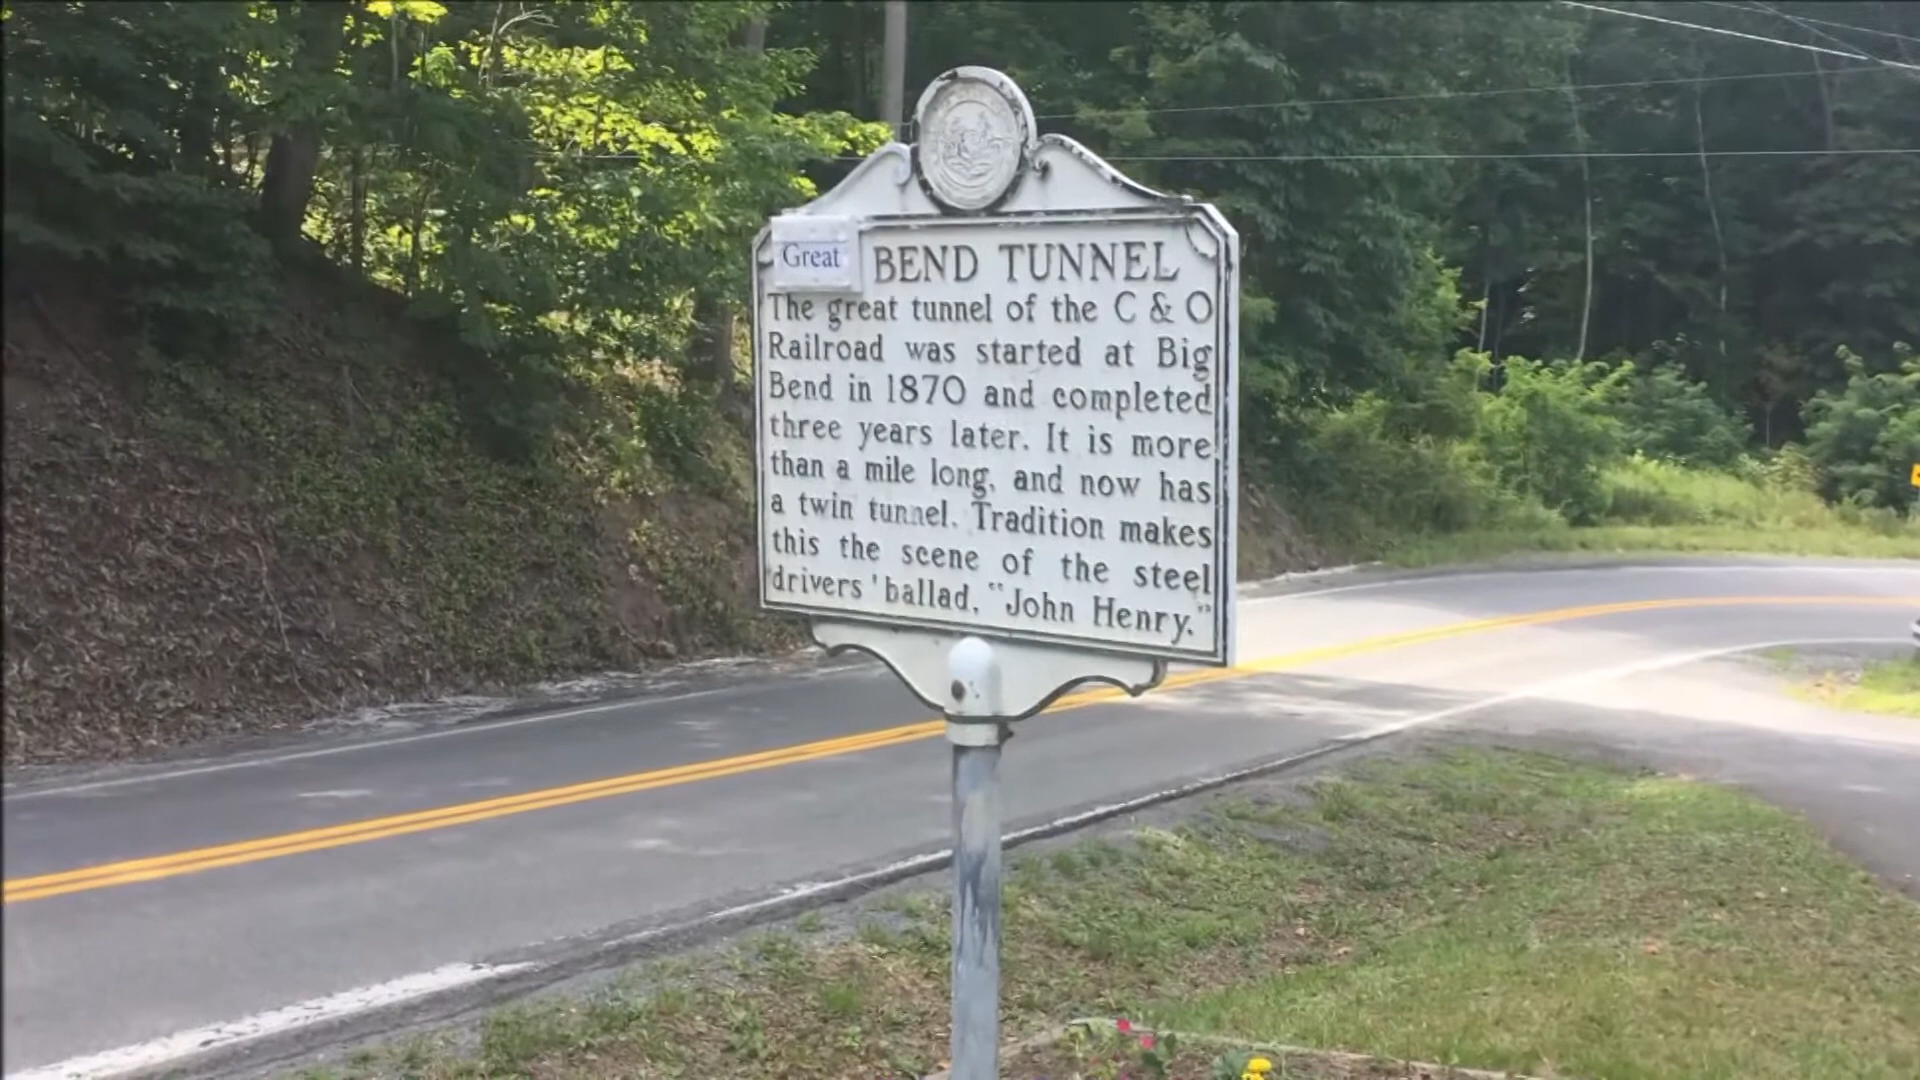 Great BEND TUNNEL
The great tunnel of the C & O
Railroad was started at Big
Bend in 1870 and completed
three years later. It is more
than a mile long, and now has
a twin tunnel. Tradition makes
this the scene of the steel
drivers' ballad, "John Henry."